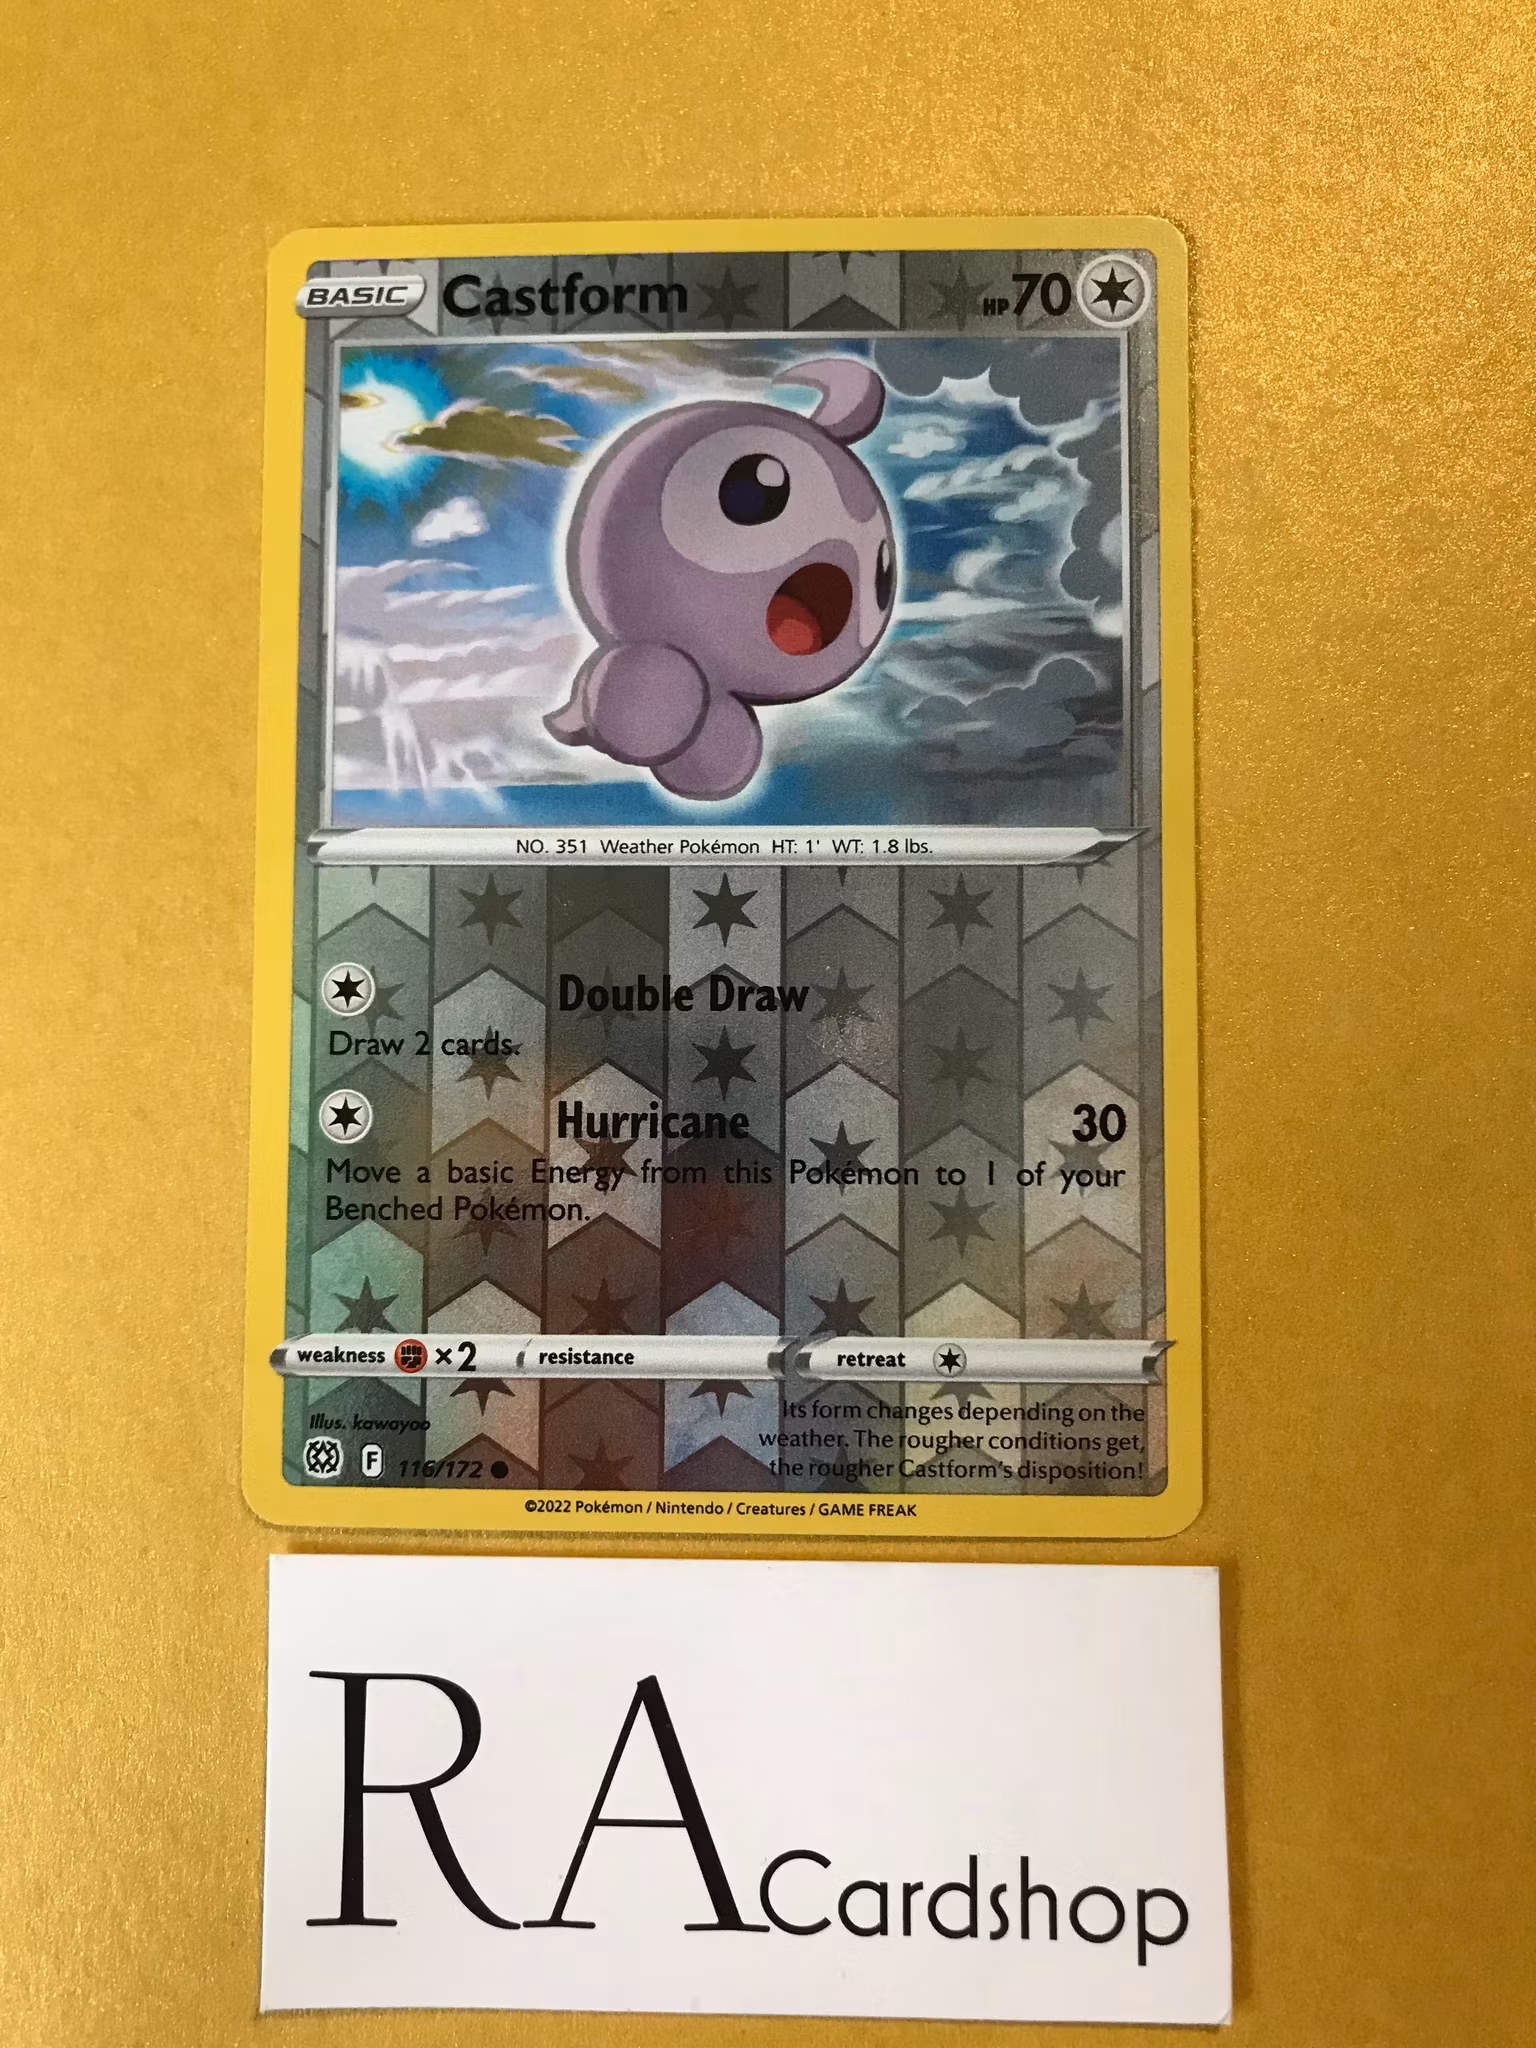 BASIC Castform HP 70
NO. 351 Weather Pokémon HT: 1' WT: 1.8 lbs.
Double Draw
Draw 2 cards.
Hurricane 30
Move a basic Energy from this Pokémon to 1 of your
Benched Pokémon.
weakness ×2 resistance retreat
Illus. kawayoo
F 116/172
Its form changes depending on the
weather. The rougher conditions get,
the rougher Castform's disposition!
©2022 Pokémon / Nintendo / Creatures / GAME FREAK
RA Cardshop